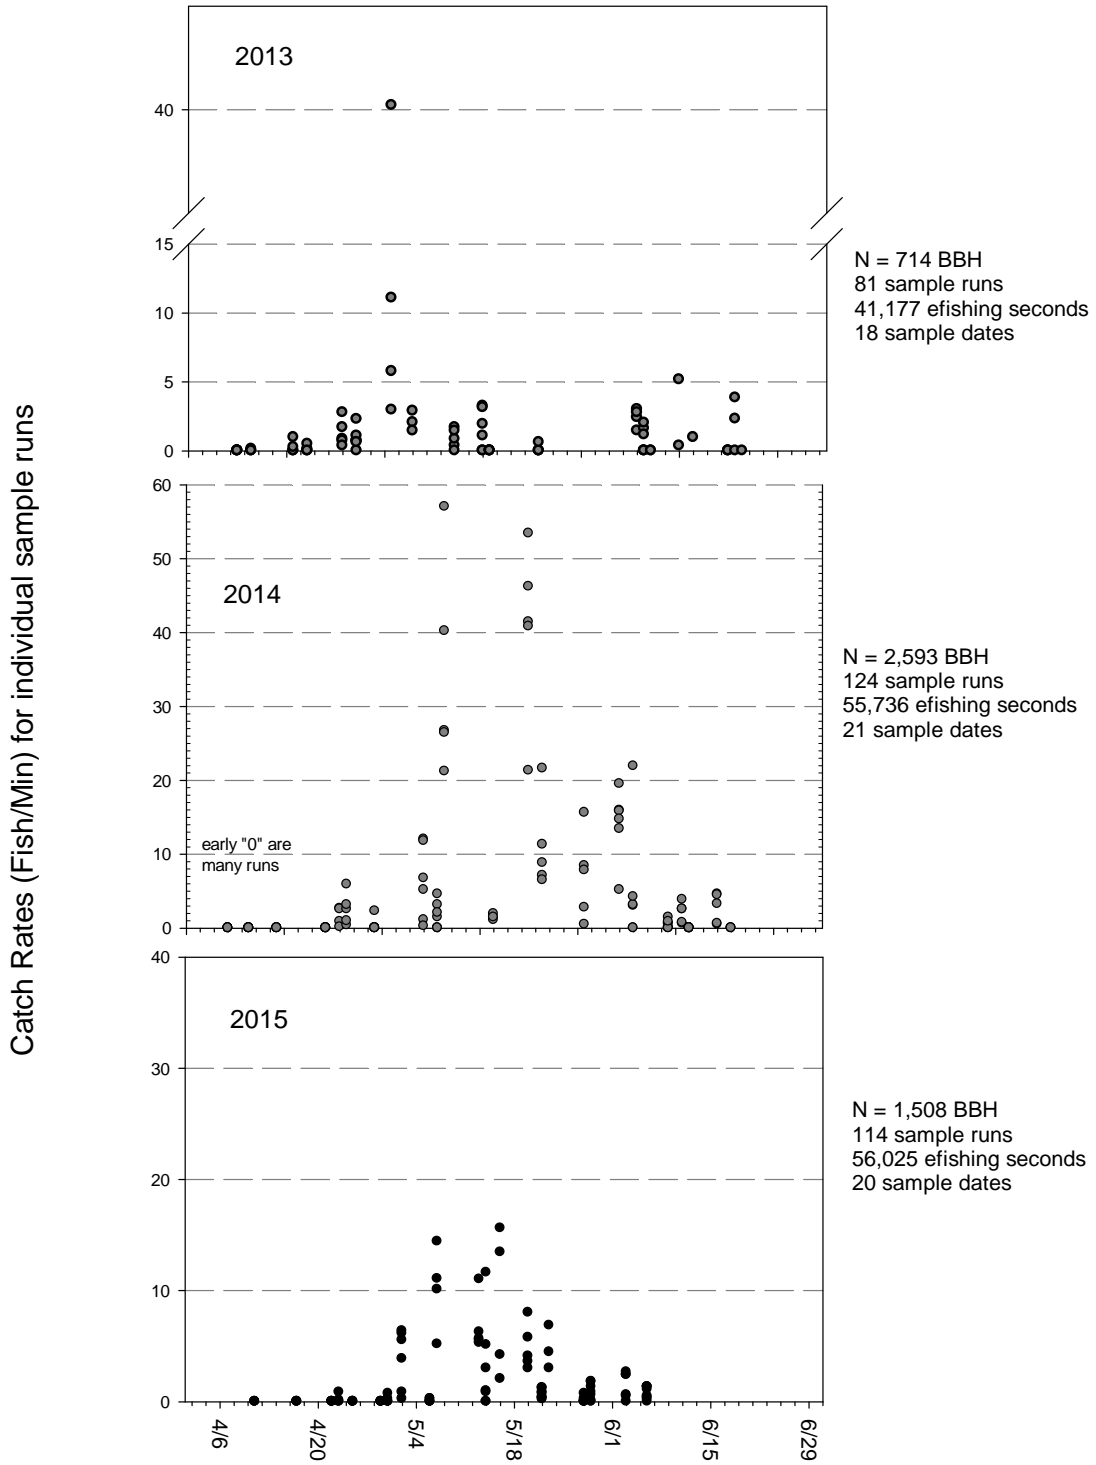 Catch Rates (Fish/Min) for individual sample runs
2013
40
15
10
5
0
N = 714 BBH
81 sample runs
41,177 efishing seconds
18 sample dates
60
50
40
30
20
10
0
2014
early "0" are
many runs
N = 2,593 BBH
124 sample runs
55,736 efishing seconds
21 sample dates
40
30
20
10
0
2015
N = 1,508 BBH
114 sample runs
56,025 efishing seconds
20 sample dates
4/6
4/20
5/4
5/18
6/1
6/15
6/29